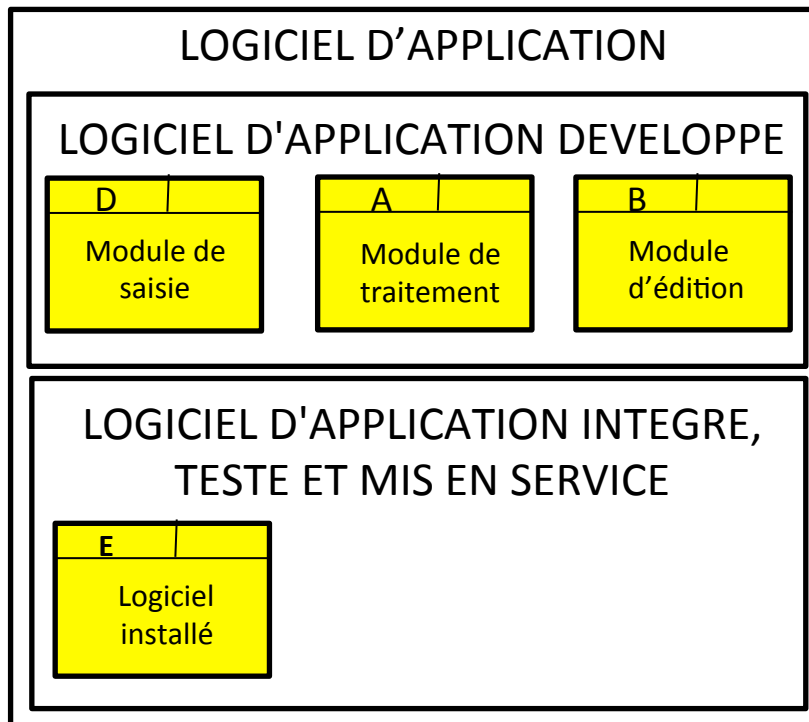 LOGICIEL D’APPLICATION
LOGICIEL D'APPLICATION DEVELOPPE
D
Module de
saisie
A
Module de
traitement
B
Module
d’édition
LOGICIEL D'APPLICATION INTEGRE,
TESTE ET MIS EN SERVICE
E
Logiciel
installé